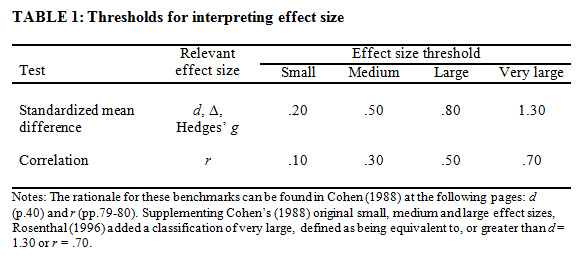 TABLE 1: Thresholds for interpreting effect size
Relevant Effect size threshold
Test effect size Small Medium Large Very large
Standardized mean d, Δ, .20 .50 .80 1.30
difference Hedges’ g
Correlation r .10 .30 .50 .70
Notes: The rationale for these benchmarks can be found in Cohen (1988) at the following pages: d
(p.40) and r (pp.79-80). Supplementing Cohen’s (1988) original small, medium and large effect sizes,
Rosenthal (1996) added a classification of very large, defined as being equivalent to, or greater than d =
1.30 or r = .70.